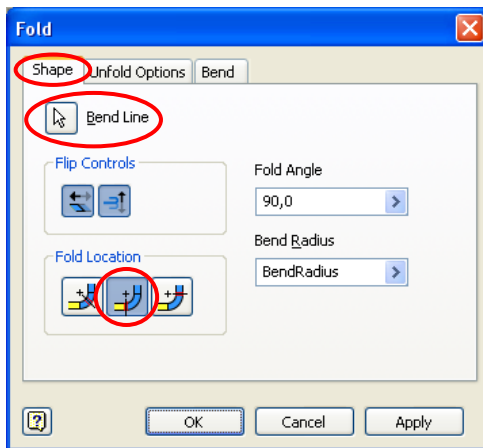 Fold
Shape Unfold Options Bend
Bend Line
Flip Controls
Fold Angle
90,0
Bend Radius
Fold Location
BendRadius
OK Cancel Apply